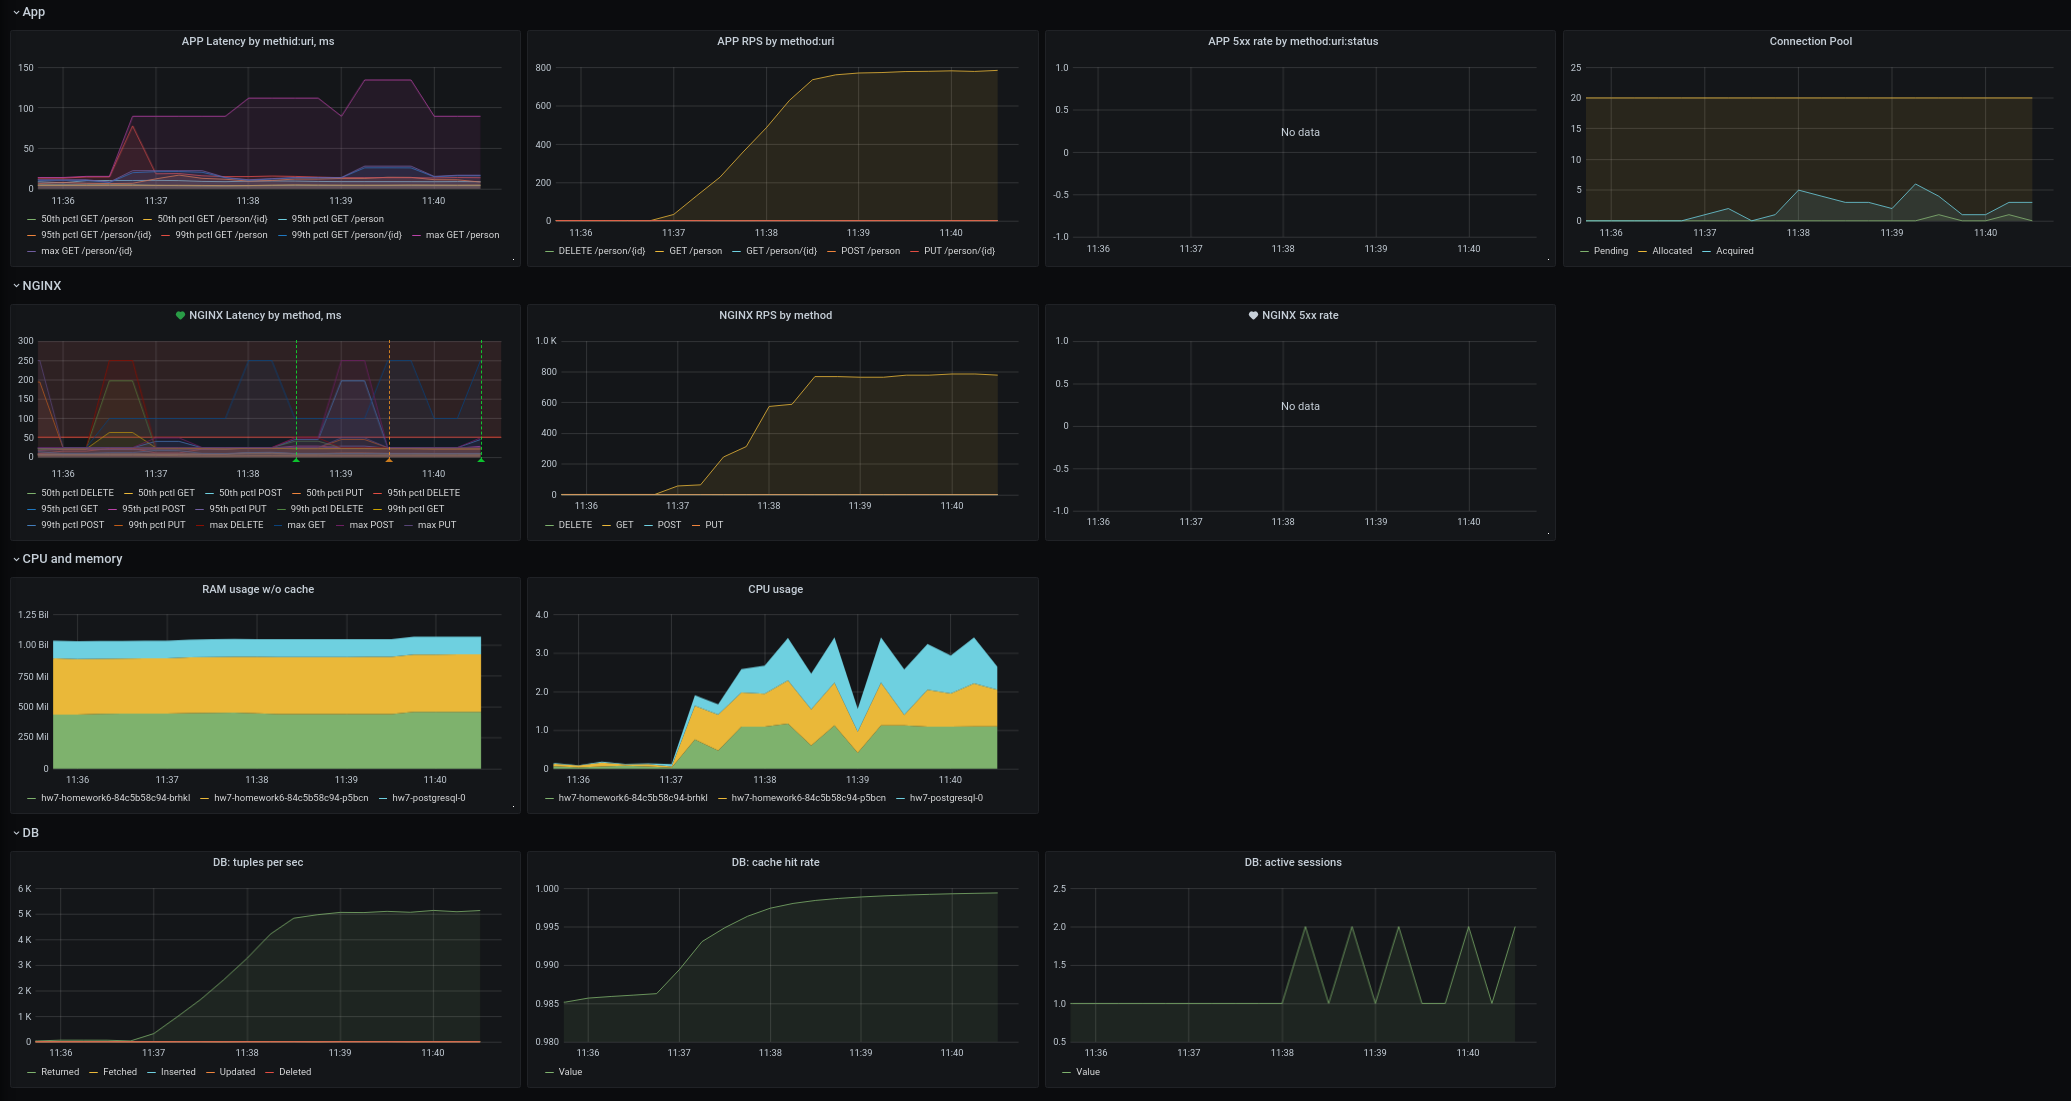 App
APP Latency by methid:uri, ms
150
100
50
0
11:36 11:37 11:38 11:39 11:40
50th pctl GET /person 50th pctl GET /person/{id} 95th pctl GET /person
95th pctl GET /person/{id} 99th pctl GET /person 99th pctl GET /person/{id} max GET /person
max GET /person/{id}
APP RPS by method:uri
800
600
400
200
0
11:36 11:37 11:38 11:39 11:40
DELETE /person/{id} GET /person GET /person/{id} POST /person PUT /person/{id}
APP 5xx rate by method:uri:status
1.0
0.5
No data
0
-0.5
-1.0
11:36 11:37 11:38 11:39 11:40
Connection Pool
25
20
15
10
5
0
11:36 11:37 11:38 11:39 11:40
Pending Allocated Acquired
NGINX
NGINX Latency by method, ms
300
250
200
150
100
50
0
11:36 11:37 11:38 11:39 11:40
50th pctl DELETE 50th pctl GET 50th pctl POST 50th pctl PUT 95th pctl DELETE
95th pctl GET 95th pctl POST 95th pctl PUT 99th pctl DELETE 99th pctl GET
99th pctl POST 99th pctl PUT max DELETE max GET max POST max PUT
NGINX RPS by method
1.0 K
800
600
400
200
0
11:36 11:37 11:38 11:39 11:40
DELETE GET POST PUT
NGINX 5xx rate
1.0
0.5
No data
0
-0.5
-1.0
11:36 11:37 11:38 11:39 11:40
CPU and memory
RAM usage w/o cache
1.25 Bil
1.00 Bil
750 Mil
500 Mil
250 Mil
0
11:36 11:37 11:38 11:39 11:40
hw7-homework6-84c5b58c94-brhkl hw7-homework6-84c5b58c94-p5bcn hw7-postgresql-0
CPU usage
4.0
3.0
2.0
1.0
0
11:36 11:37 11:38 11:39 11:40
hw7-homework6-84c5b58c94-brhkl hw7-homework6-84c5b58c94-p5bcn hw7-postgresql-0
DB
DB: tuples per sec
6 K
5 K
4 K
3 K
2 K
1 K
0
11:36 11:37 11:38 11:39 11:40
Returned Fetched Inserted Updated Deleted
DB: cache hit rate
1.000
0.995
0.990
0.985
0.980
11:36 11:37 11:38 11:39 11:40
Value
DB: active sessions
2.5
2.0
1.5
1.0
0.5
11:36 11:37 11:38 11:39 11:40
Value